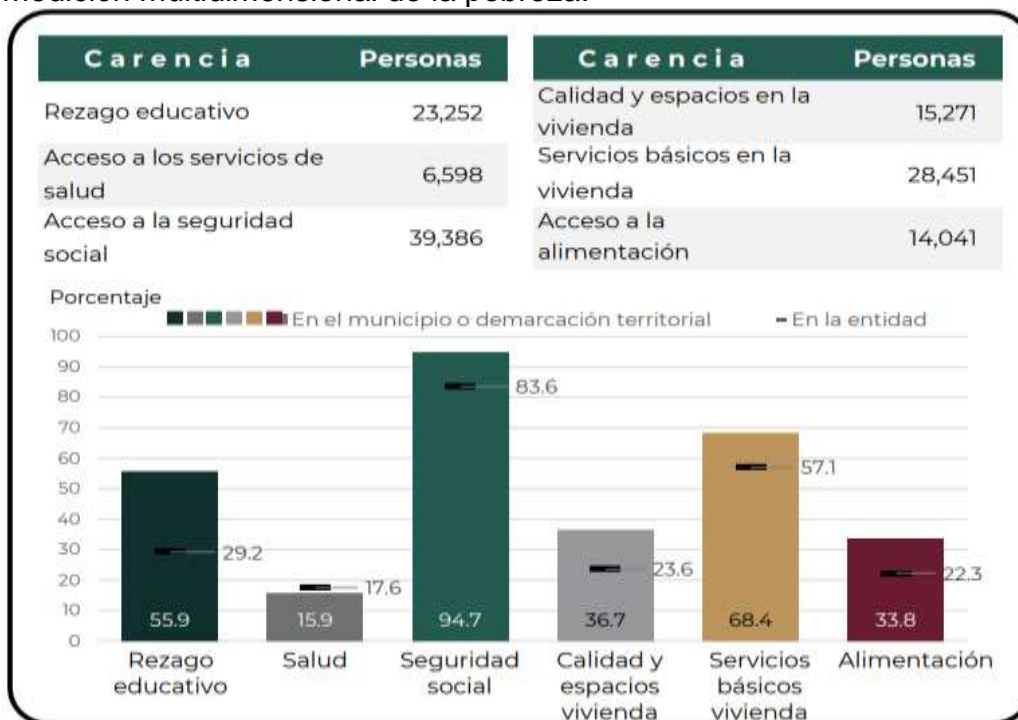 medición multidimensional de la pobreza.
Carencia Personas
Rezago educativo 23,252
Acceso a los servicios de
salud 6,598
Acceso a la seguridad
social 39,386
Carencia Personas
Calidad y espacios en la
vivienda 15,271
Servicios básicos en la
vivienda 28,451
Acceso a la
alimentación 14,041
Porcentaje
En el municipio o demarcación territorial En la entidad
100
90
80
70
60
50
40
30
20
10
0
83.6
57.1
29.2
17.6
23.6
22.3
55.9 15.9 94.7 36.7 68.4 33.8
Rezago
educativo
Salud
Seguridad
social
Calidad y
espacios
vivienda
Servicios
básicos
vivienda
Alimentación